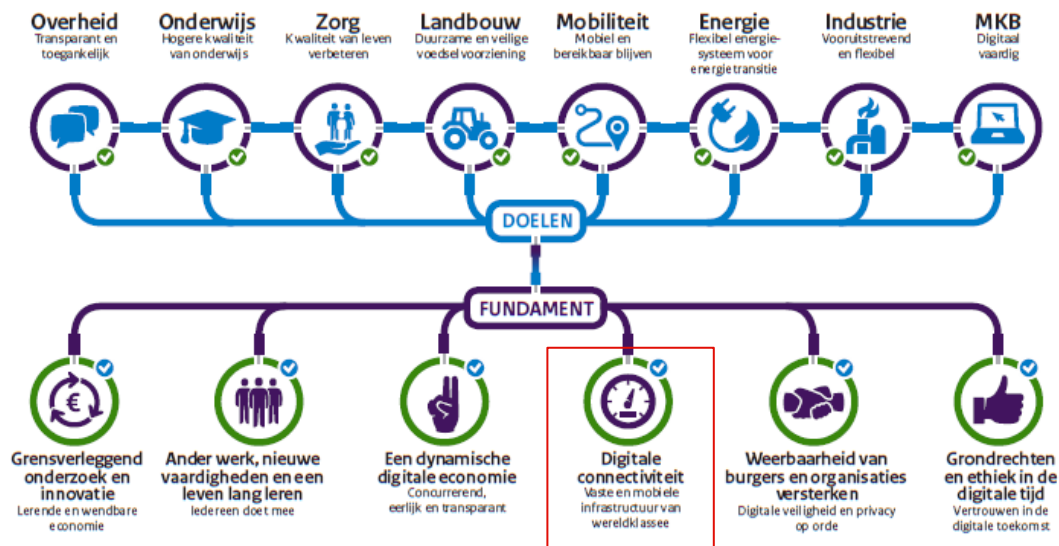 Overheid
Transparant en
toegankelijk
Onderwijs
Hogere kwaliteit
van onderwijs
Zorg
Kwaliteit van leven
verbeteren
Landbouw
Duurzame en veilige
voedselvoorziening
Mobiliteit
Mobiel en
bereikbaar blijven
Energie
Flexibel energie-
systeem voor
energietransitie
Industrie
Vooruitstrevend
en flexibel
MKB
Digitaal
vaardig
DOELEN
FUNDAMENT
€
Grensverleggend
onderzoek en
innovatie
Lerende en wendbare
economie
Ander werk, nieuwe
vaardigheden en een
leven lang leren
Iedereen doet mee
Een dynamische
digitale economie
Concurrerend,
eerlijk en transparant
Digitale
connectiviteit
Vaste en mobiele
infrastructuur van
wereldklassee
Weerbaarheid van
burgers en organisaties
versterken
Digitale veiligheid en privacy
op orde
Grondrechten
en ethiek in de
digitale tijd
Vertrouwen in de
digitale toekomst